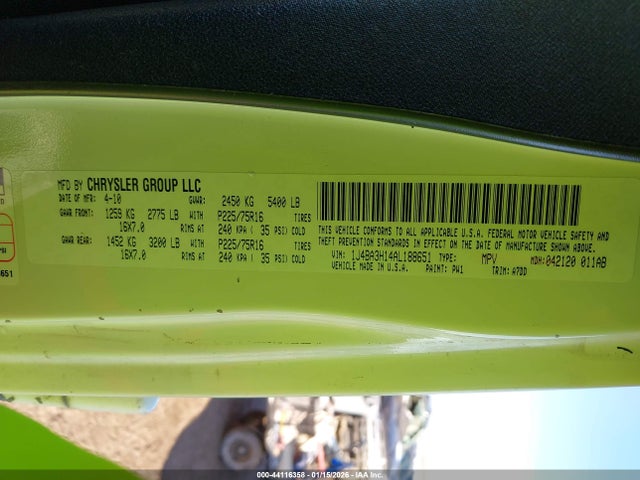 MFD BY CHRYSLER GROUP LLC
DATE OF MFR: 4-10 GVWR: 2450 KG 5400 LB
GAWR FRONT: 1259 KG 2775 LB WITH P225/75R16 TIRES
16X7.0 RIMS AT 240 KPA ( 35 PSI) COLD
GAWR REAR: 1452 KG 3200 LB WITH P225/75R16 TIRES
16X7.0 RIMS AT 240 KPA ( 35 PSI) COLD
THIS VEHICLE CONFORMS TO ALL APPLICABLE U.S.A. FEDERAL MOTOR VEHICLE SAFETY AND
THEFT PREVENTION STANDARDS IN EFFECT ON THE DATE OF MANUFACTURE SHOWN ABOVE.
VIN: 1J4BA3H14AL188651 TYPE: MPV MDH: 042120 011AB
VEHICLE MADE IN U.S.A. PAINT: PW1 TRIM: A7DD
8651
000-44116358 - 01/15/2026 - IAA Inc.